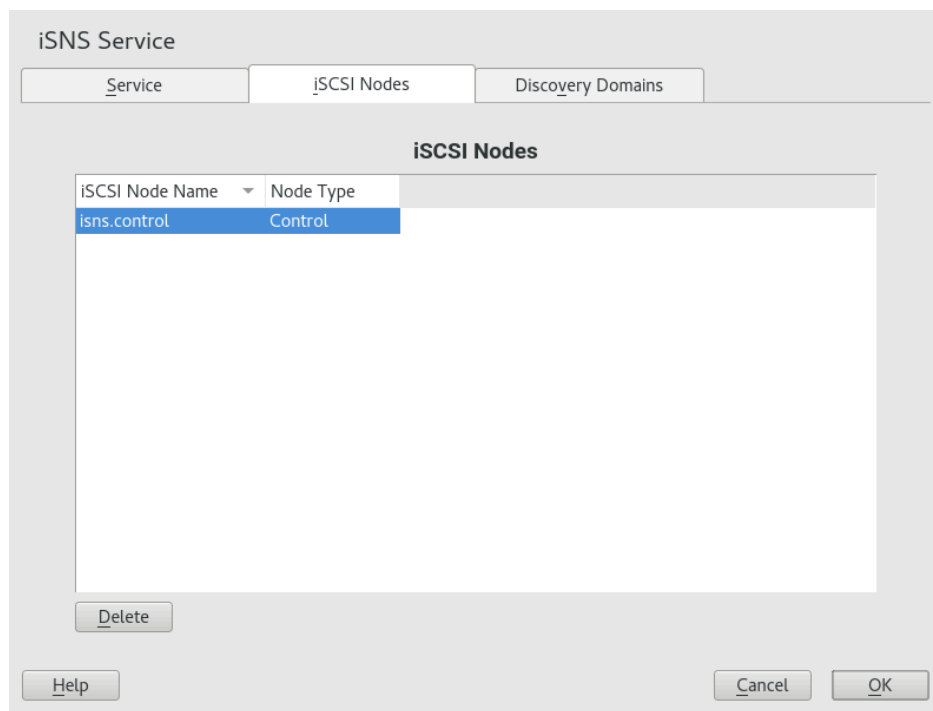 iSNS Service
Service iSCSI Nodes Discovery Domains
iSCSI Nodes
iSCSI Node Name Node Type
isns.control Control
Delete
Help Cancel OK